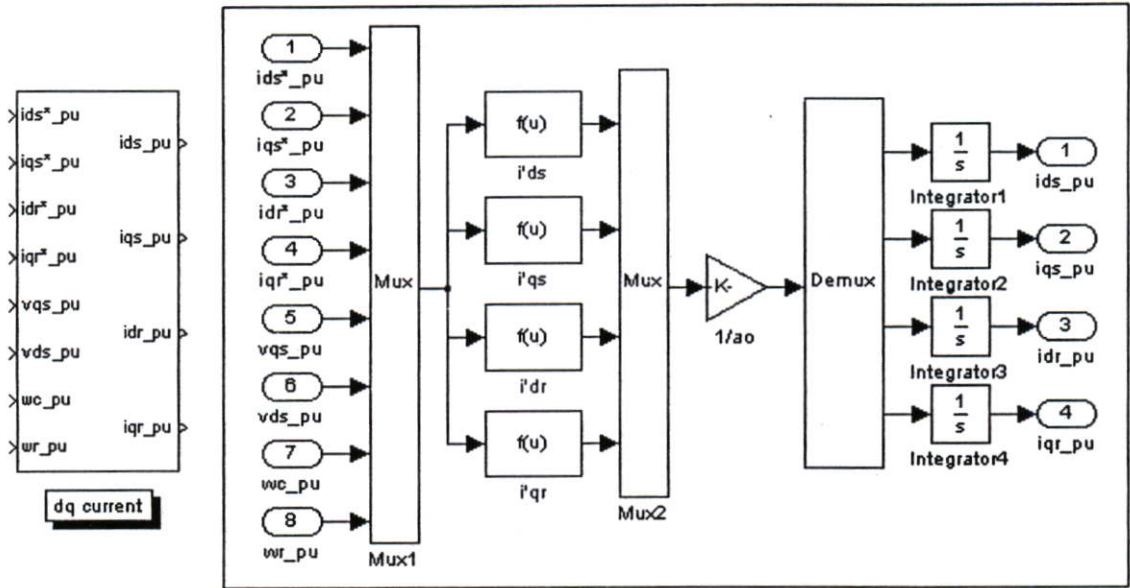 ids*_pu
iqs*_pu
idr*_pu
iqr*_pu
vqs_pu
vds_pu
wc_pu
wr_pu
ids_pu
iqs_pu
idr_pu
iqr_pu
dq current
1
ids*_pu
2
iqs*_pu
3
idr*_pu
4
iqr*_pu
5
vqs_pu
6
vds_pu
7
wc_pu
8
wr_pu
Mux
Mux1
f(u)
i'ds
f(u)
i'qs
f(u)
i'dr
f(u)
i'qr
Mux
Mux2
-K-
1/ao
Demux
1
s
Integrator1
1
s
Integrator2
1
s
Integrator3
1
s
Integrator4
1
ids_pu
2
iqs_pu
3
idr_pu
4
iqr_pu